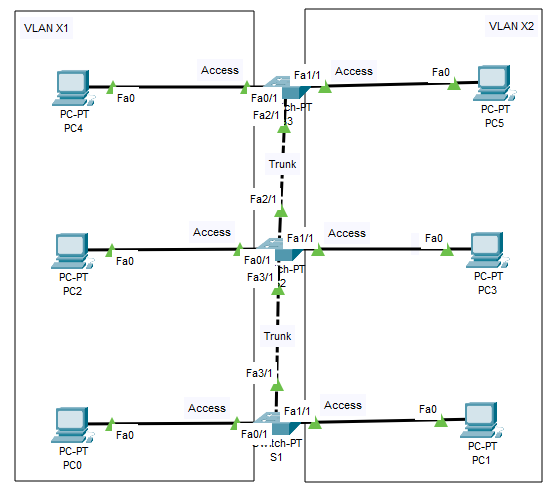 VLAN X1
VLAN X2
Access
Fa1/1
Access
Fa0
Fa0
Fa0/1
Fa2/1
PC-PT
PC4
PC-PT
PC5
Trunk
Fa2/1
Access
Fa1/1
Access
Fa0
Fa0
Fa0/1
Fa3/1
PC-PT
PC2
PC-PT
PC3
Trunk
Fa3/1
Access
Fa1/1
Access
Fa0
Fa0
Fa0/1
PC-PT
PC0
S1
PC-PT
PC1